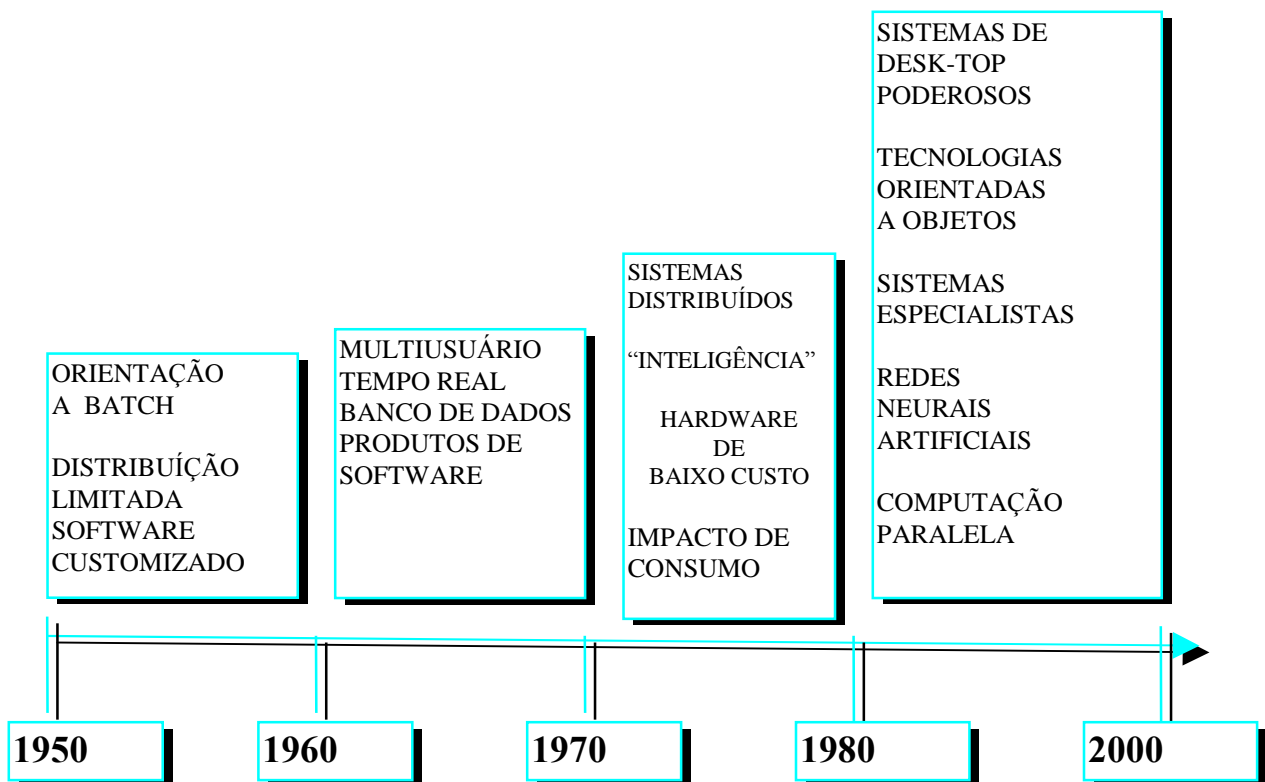 ORIENTAÇÃO
A BATCH
DISTRIBUÍÇÃO
LIMITADA
SOFTWARE
CUSTOMIZADO
MULTIUSUÁRIO
TEMPO REAL
BANCO DE DADOS
PRODUTOS DE
SOFTWARE
SISTEMAS
DISTRIBUÍDOS
“INTELIGÊNCIA”
HARDWARE
DE
BAIXO CUSTO
IMPACTO DE
CONSUMO
SISTEMAS DE
DESK-TOP
PODEROSOS
TECNOLOGIAS
ORIENTADAS
A OBJETOS
SISTEMAS
ESPECIALISTAS
REDES
NEURAIS
ARTIFICIAIS
COMPUTAÇÃO
PARALELA
1950
1960
1970
1980
2000